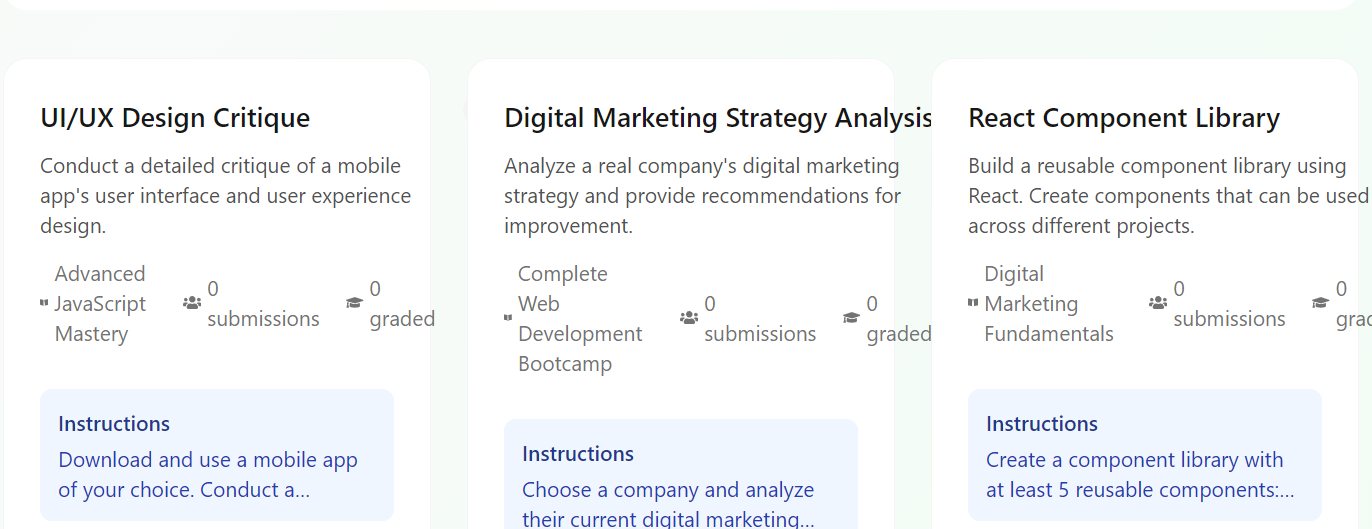 UI/UX Design Critique
Conduct a detailed critique of a mobile
app's user interface and user experience
design.
Advanced
JavaScript
Mastery
0
submissions
0
graded
Instructions
Download and use a mobile app
of your choice. Conduct a...
Digital Marketing Strategy Analysis
Analyze a real company's digital marketing
strategy and provide recommendations for
improvement.
Complete
Web
Development
Bootcamp
0
submissions
0
graded
Instructions
Choose a company and analyze
their current digital marketing...
React Component Library
Build a reusable component library using
React. Create components that can be used
across different projects.
Digital
Marketing
Fundamentals
0
submissions
0
grad
Instructions
Create a component library with
at least 5 reusable components:...